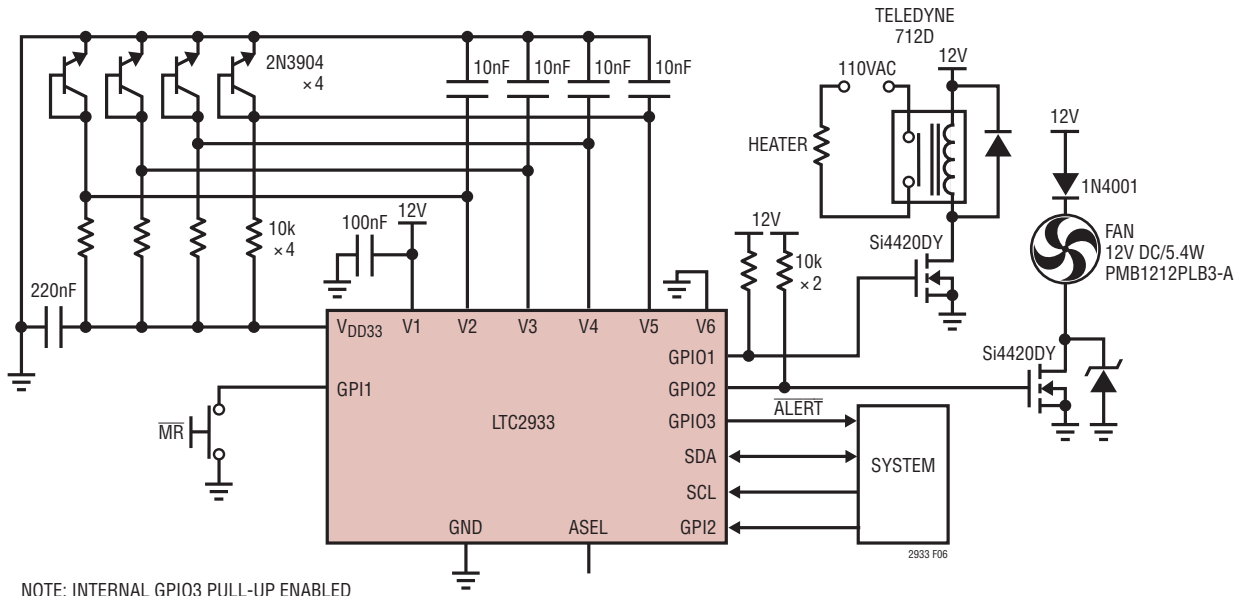 TELEDYNE
712D
12V
110VAC
2N3904
×4
10nF
10nF
10nF
10nF
HEATER
12V
1N4001
FAN
12V DC/5.4W
PMB1212PLB3-A
10k
×4
100nF
12V
12V
10k
×2
Si4420DY
220nF
Si4420DY
VDD33
V1
V2
V3
V4
V5
V6
GPIO1
GPI1
GPIO2
ALERT
GPIO3
MR
LTC2933
SDA
SYSTEM
SCL
GND
ASEL
GPI2
2933 F06
NOTE: INTERNAL GPIO3 PULL-UP ENABLED